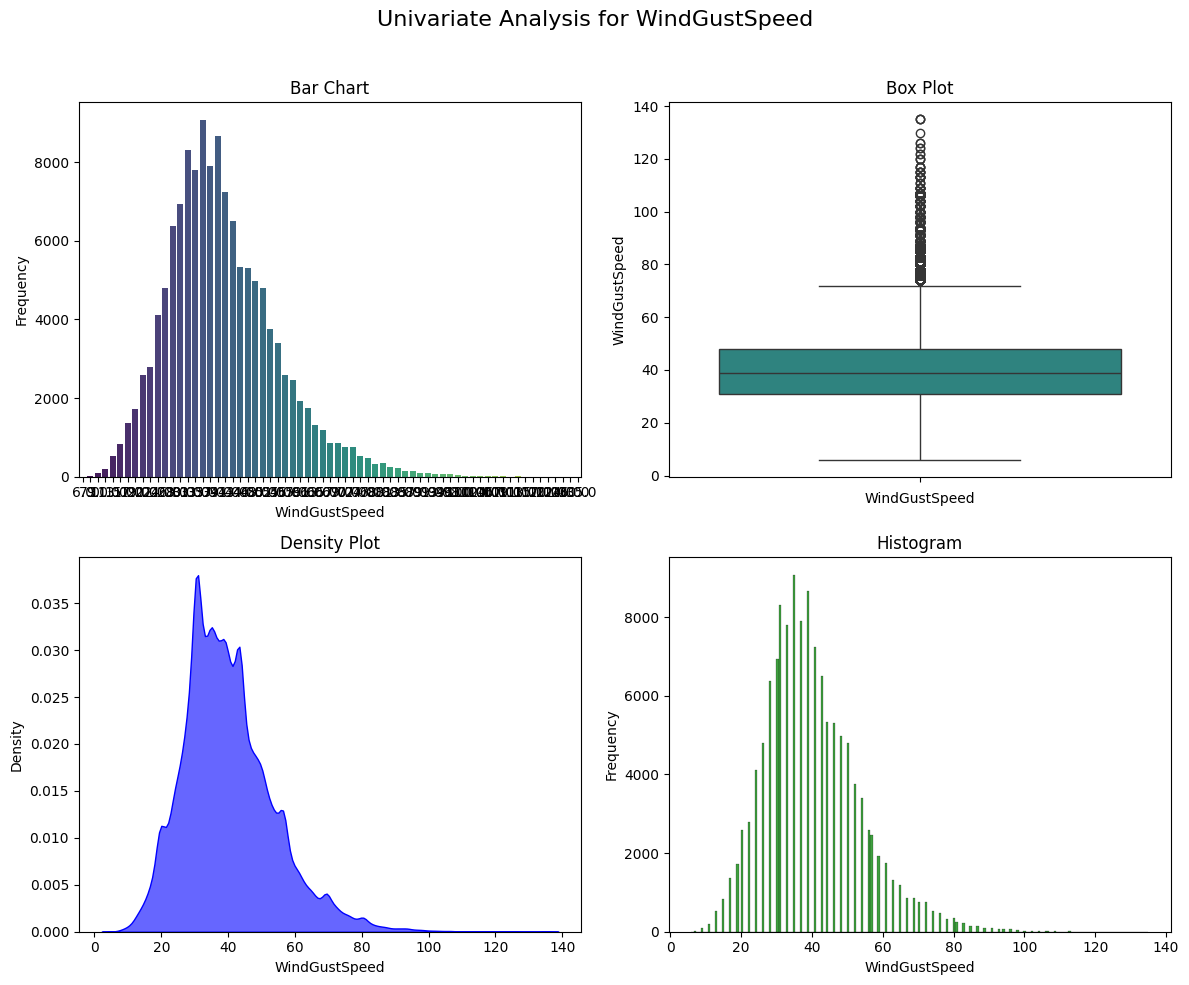 Univariate Analysis for WindGustSpeed
Bar Chart
8000
6000
4000
2000
0
Frequency
WindGustSpeed
Box Plot
140
120
100
80
60
40
20
0
WindGustSpeed
WindGustSpeed
Density Plot
0.035
0.030
0.025
0.020
0.015
0.010
0.005
0.000
Density
0 20 40 60 80 100 120 140
WindGustSpeed
Histogram
8000
6000
4000
2000
0
Frequency
0 20 40 60 80 100 120 140
WindGustSpeed